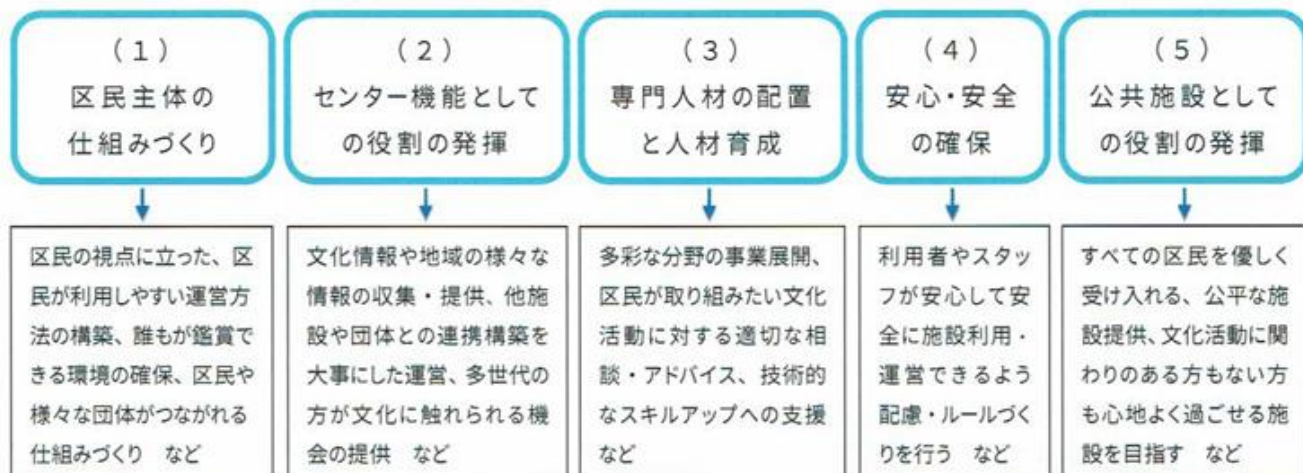 （１）
区民主体の
仕組みづくり
（２）
センター機能として
の役割の発揮
（３）
専門人材の配置
と人材育成
（４）
安心・安全
の確保
（５）
公共施設として
の役割の発揮
区民の視点に立った、区
民が利用しやすい運営方
法の構築、誰もが鑑賞で
きる環境の確保、区民や
様々な団体がつながれる
仕組みづくり　など
文化情報や地域の様々な
情報の収集・提供、他施
設や団体との連携構築を
大事にした運営、多世代の
方が文化に触れられる機
会の提供　など
多彩な分野の事業展開、
区民が取り組みたい文化
活動に対する適切な相
談・アドバイス、技術的
なスキルアップへの支援
など
利用者やスタッ
フが安心して安
全に施設利用・
運営できるよう
配慮・ルールづく
りを行う　など
すべての区民を優しく
受け入れる、公平な施
設提供、文化活動に関
わりのある方もない方
も心地よく過ごせる施
設を目指す　など